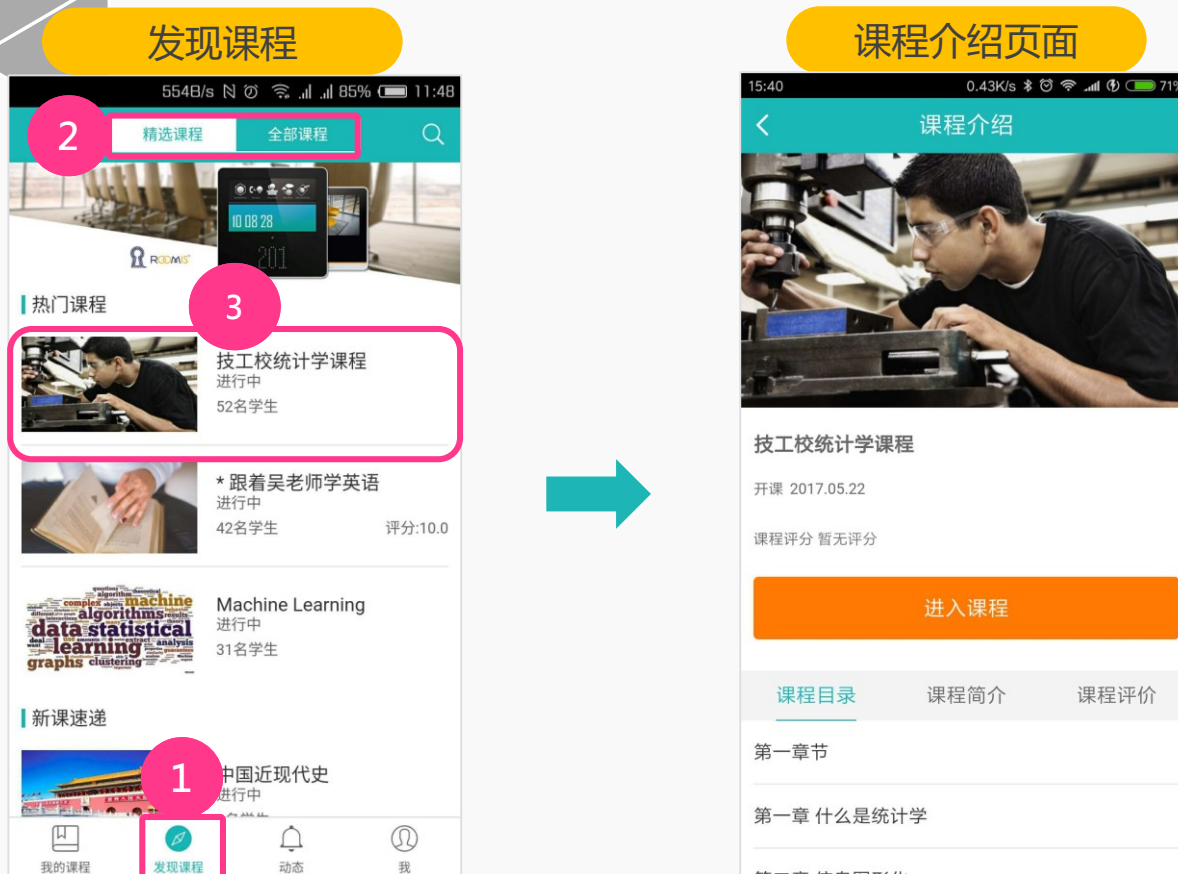 发现课程
554B/s 85% 11:48
2
精选课程 全部课程
10 08 28
201
ROOMIS
热门课程
3
技工校统计学课程
进行中
52名学生
* 跟着吴老师学英语
进行中
42名学生 评分:10.0
complex machine
algorithms
data statistical
learning analysis
graphs clustering
Machine Learning
进行中
31名学生
新课速递
1
中国近现代史
进行中
我的课程 发现课程 动态 我
课程介绍页面
15:40 0.43K/s 71%
课程介绍
技工校统计学课程
开课 2017.05.22
课程评分 暂无评分
进入课程
课程目录 课程简介 课程评价
第一章节
第一章 什么是统计学